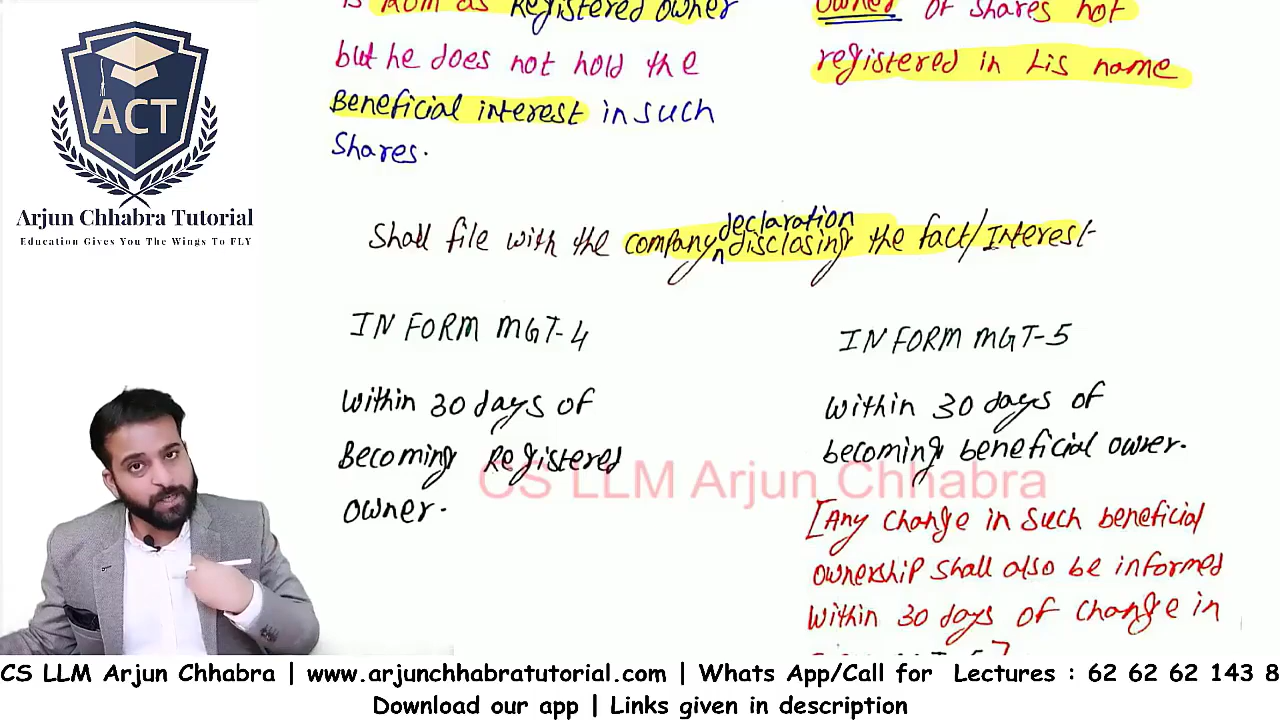 is ROM as Registered owner
but he does not hold the
Beneficial interest in such
Shares.
owner of shares not
registered in his name
ACT
Arjun Chhabra Tutorial
Education Gives You The Wings To FLY
declaration
Shall file with the company disclosing the fact/Interest
IN FORM MGT-4
Within 30 days of
Becoming Registered
owner.
IN FORM MGT-5
Within 30 days of
becoming beneficial owner.
[Any change in such beneficial
ownership shall also be informed
within 30 days of change in
CS LLM Arjun Chhabra
CS LLM Arjun Chhabra | www.arjunchhabratutorial.com | Whats App/Call for Lectures : 62 62 62 143 8
Download our app | Links given in description